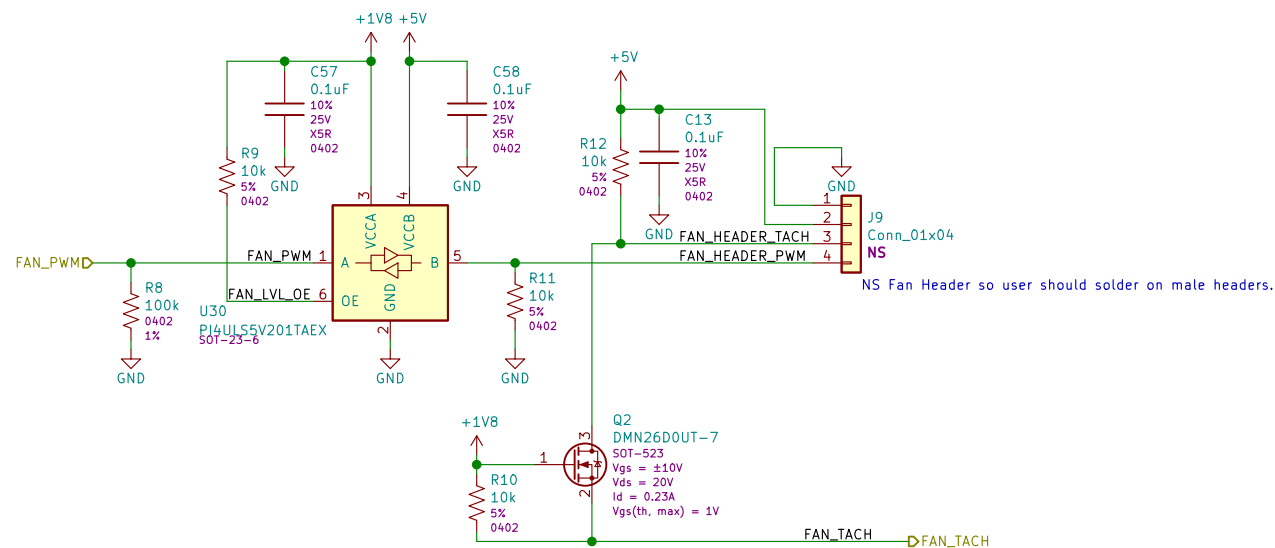 +1V8 +5V
C57
0.1uF
10%
25V
X5R
0402
GND
C58
0.1uF
10%
25V
X5R
0402
GND
R9
10k
5%
0402
3
4
VCCA
VCCB
GND
A
B
OE
1
5
6
2
FAN_PWM
FAN_PWM
FAN_LVL_OE
R8
100k
0402
1%
GND
U30
PI4ULS5V201TAEX
SOT-23-6
GND
R11
10k
5%
0402
GND
+5V
R12
10k
5%
0402
C13
0.1uF
10%
25V
X5R
0402
GND
GND
FAN_HEADER_TACH
FAN_HEADER_PWM
1
2
3
4
J9
Conn_01x04
NS
NS Fan Header so user should solder on male headers.
+1V8
R10
10k
5%
0402
1
3
2
Q2
DMN26D0UT-7
SOT-523
Vgs = ±10V
Vds = 20V
Id = 0.23A
Vgs(th, max) = 1V
FAN_TACH
FAN_TACH